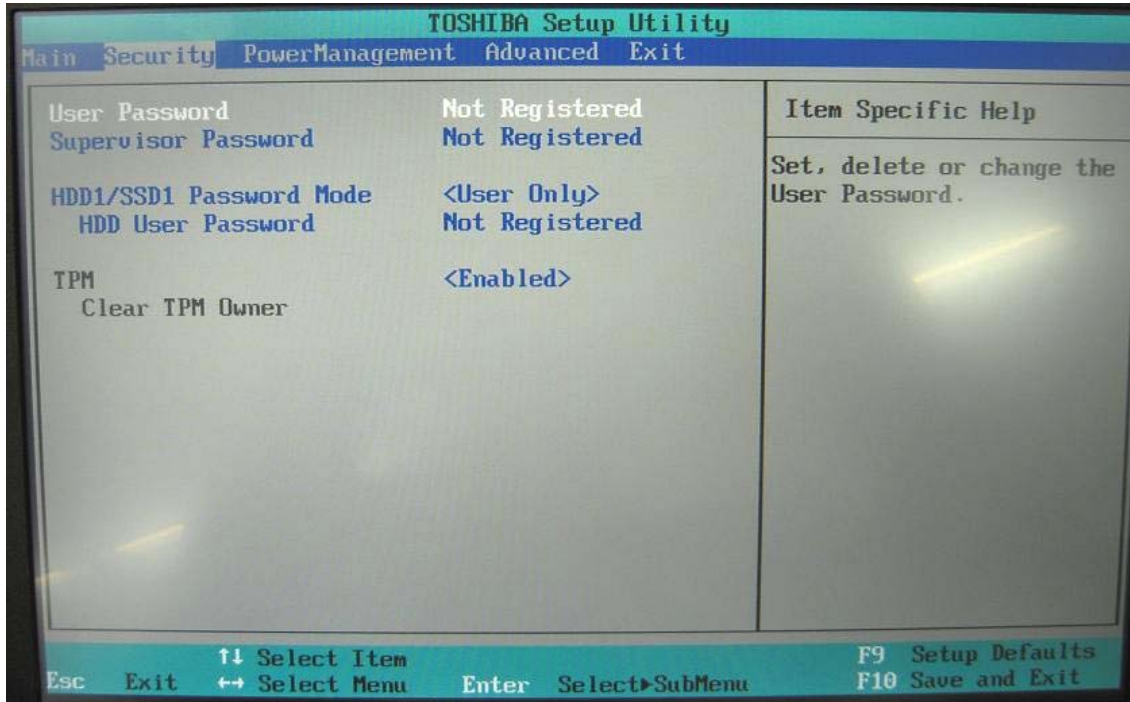 TOSHIBA Setup Utility
Main Security PowerManagement Advanced Exit
User Password Not Registered
Supervisor Password Not Registered
HDD1/SSD1 Password Mode <User Only>
HDD User Password Not Registered
TPM <Enabled>
Clear TPM Owner
Item Specific Help
Set, delete or change the
User Password.
↑↓ Select Item F9 Setup Defaults
Esc Exit ↔ Select Menu Enter Select▶SubMenu F10 Save and Exit